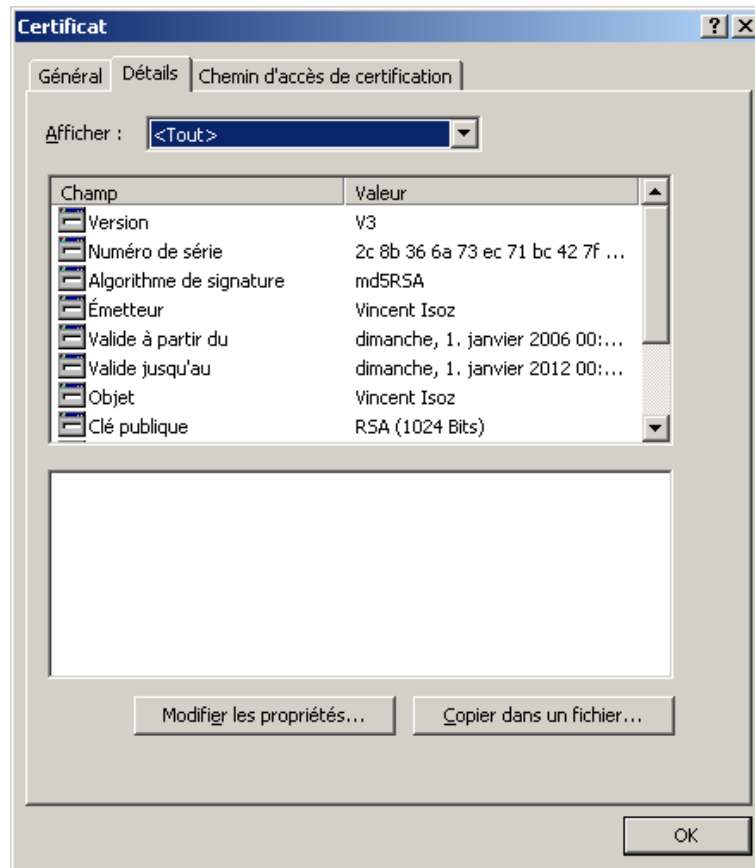 Certificat
Général Détails Chemin d'accès de certification
Afficher : <Tout>
Champ Valeur
Version V3
Numéro de série 2c 8b 36 6a 73 ec 71 bc 42 7f ...
Algorithme de signature md5RSA
Émetteur Vincent Isoz
Valide à partir du dimanche, 1. janvier 2006 00:...
Valide jusqu'au dimanche, 1. janvier 2012 00:...
Objet Vincent Isoz
Clé publique RSA (1024 Bits)
Modifier les propriétés... Copier dans un fichier...
OK